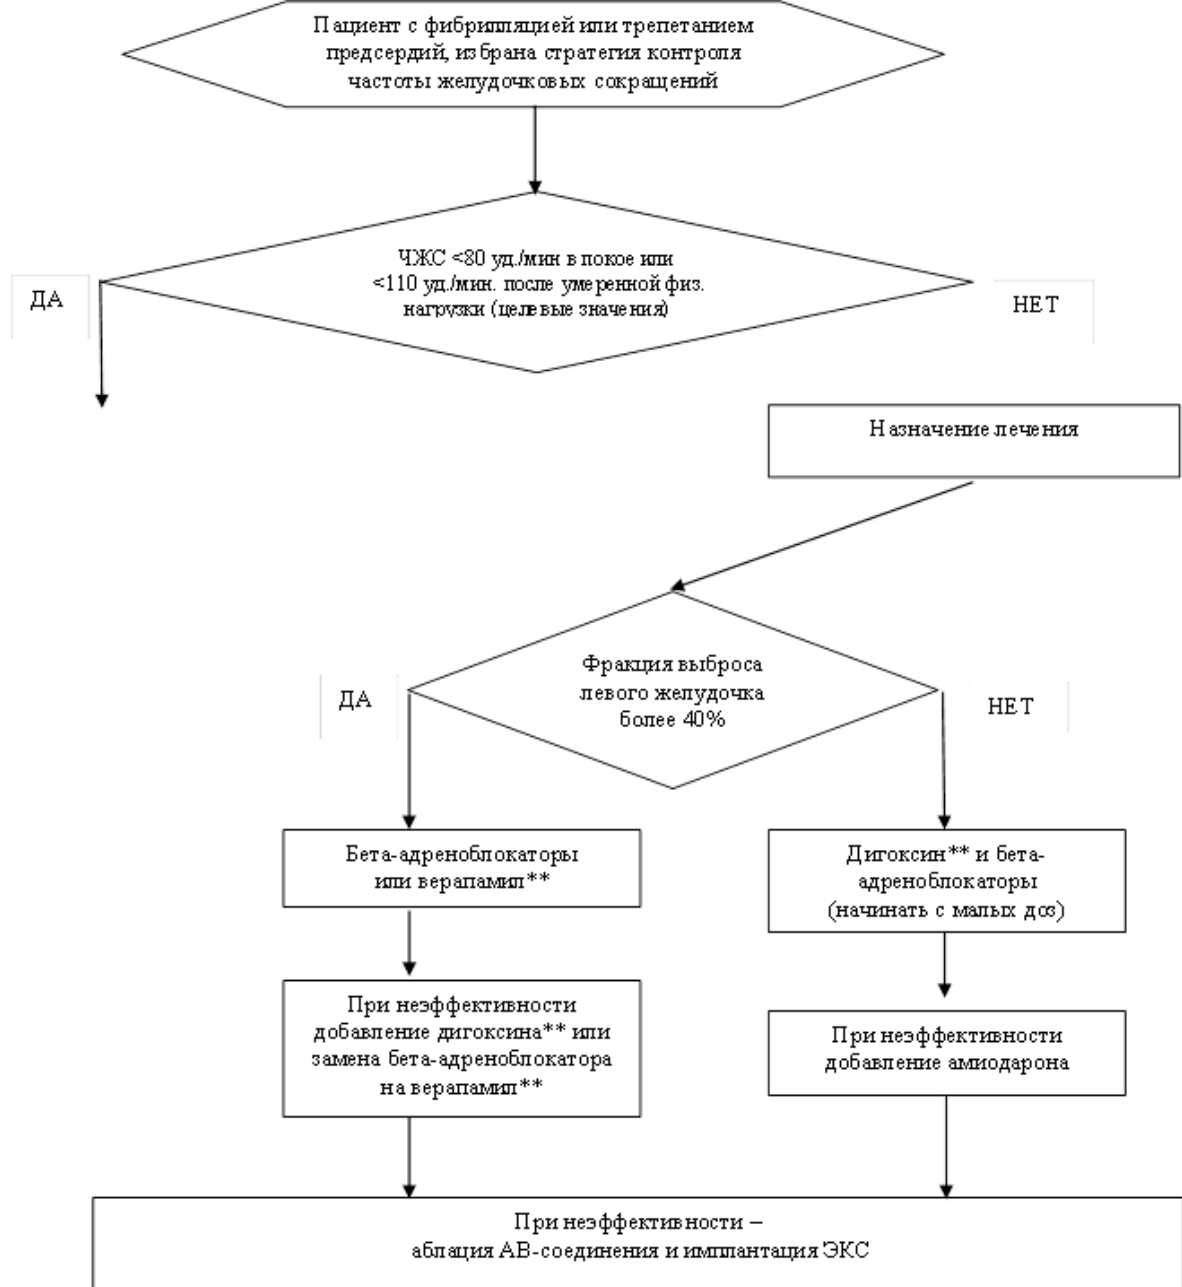 Пациент с фибрилляцией или трепетанием
предсердий, избрана стратегия контроля
частоты желудочковых сокращений
ЧЖС <80 уд./мин в покое или
<110 уд./мин. после умеренной физ.
нагрузки (целевые значения)
ДА
НЕТ
Назначение лечения
Фракция выброса
левого желудочка
более 40%
ДА
НЕТ
Бета-адреноблокаторы
или верапамил**
Дигоксин** и бета-
адреноблокаторы
(начинать с малых доз)
При неэффективности
добавление дигоксина** или
замена бета-адреноблокатора
на верапамил**
При неэффективности
добавление амиодарона
При неэффективности –
аблация АВ-соединения и имплантация ЭКС